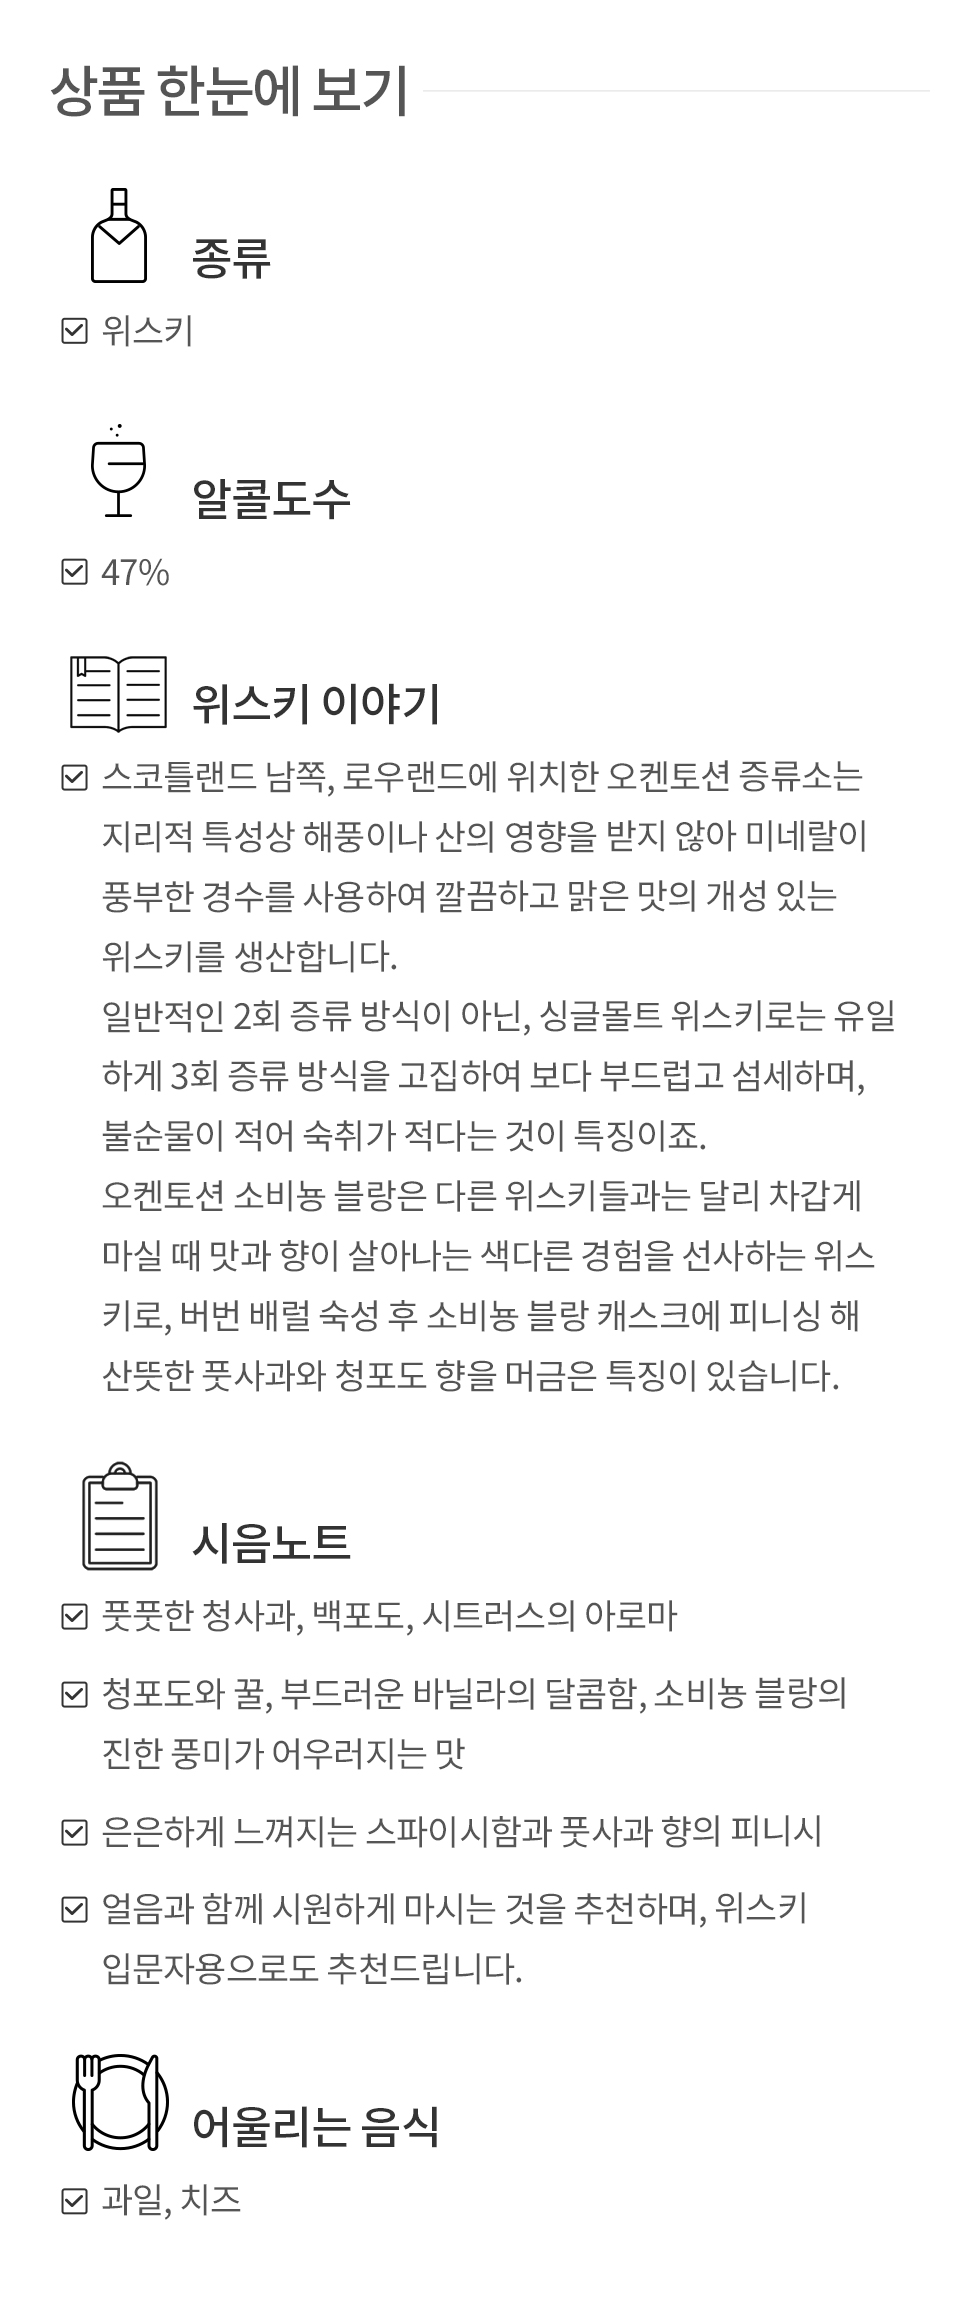 상품 한눈에 보기
종류
위스키
알콜도수
47%
위스키 이야기
스코틀랜드 남쪽, 로우랜드에 위치한 오켄토션 증류소는
지리적 특성상 해풍이나 산의 영향을 받지 않아 미네랄이
풍부한 경수를 사용하여 깔끔하고 맑은 맛의 개성 있는
위스키를 생산합니다.
일반적인 2회 증류 방식이 아닌, 싱글몰트 위스키로는 유일
하게 3회 증류 방식을 고집하여 보다 부드럽고 섬세하며,
불순물이 적어 숙취가 적다는 것이 특징이죠.
오켄토션 소비뇽 블랑은 다른 위스키들과는 달리 차갑게
마실 때 맛과 향이 살아나는 색다른 경험을 선사하는 위스
키로, 버번 배럴 숙성 후 소비뇽 블랑 캐스크에 피니싱 해
산뜻한 풋사과와 청포도 향을 머금은 특징이 있습니다.
시음노트
풋풋한 청사과, 백포도, 시트러스의 아로마
청포도와 꿀, 부드러운 바닐라의 달콤함, 소비뇽 블랑의
진한 풍미가 어우러지는 맛
은은하게 느껴지는 스파이시함과 풋사과 향의 피니시
얼음과 함께 시원하게 마시는 것을 추천하며, 위스키
입문자용으로도 추천드립니다.
어울리는 음식
과일, 치즈